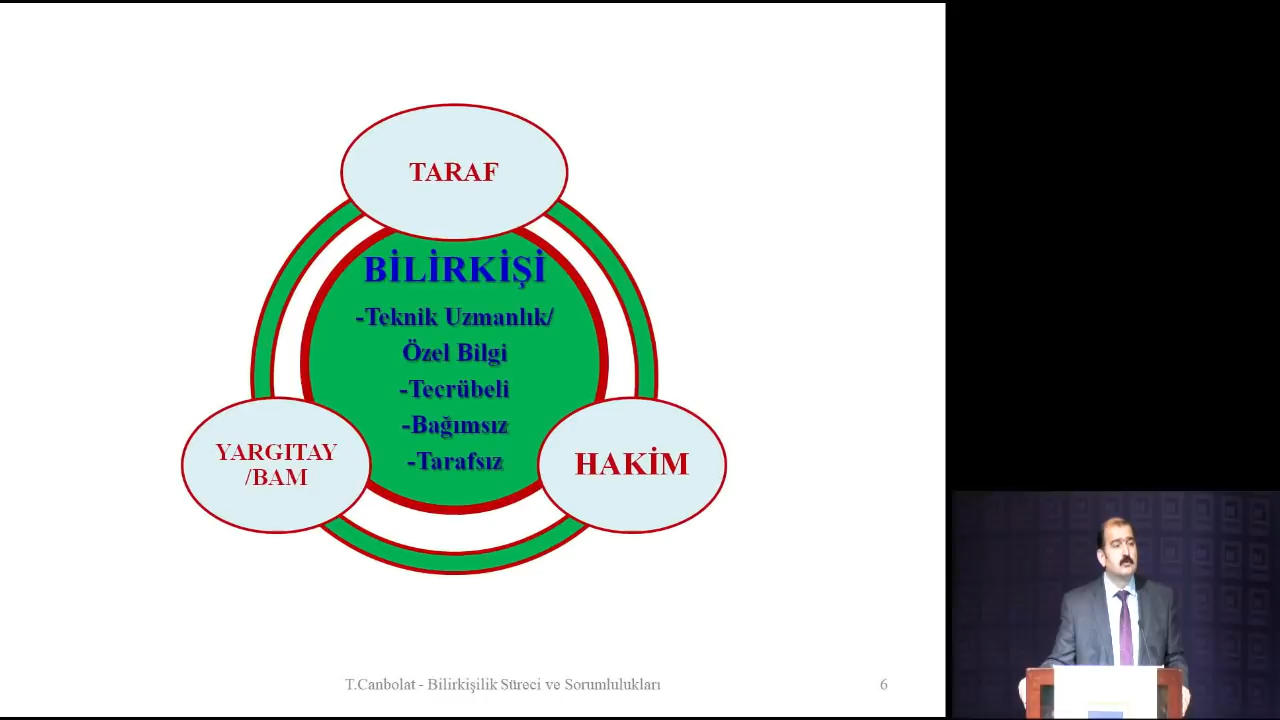 TARAF
BİLİRKİŞİ
-Teknik Uzmanlık/
Özel Bilgi
-Tecrübeli
-Bağımsız
-Tarafsız
YARGITAY
/BAM
HAKİM
T.Canbolat - Bilirkişilik Süreci ve Sorumlulukları
6